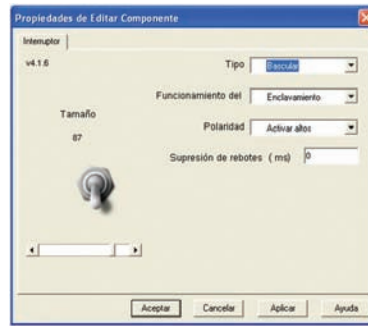 Propiedades de Editar Componente
Interruptor
v4.1.6
Tipo Bascular
Funcionamiento del Enclavamiento
Tamaño
Polaridad Activar altos
87
Supresión de rebotes ( ms) 0
Aceptar Cancelar Aplicar Ayuda